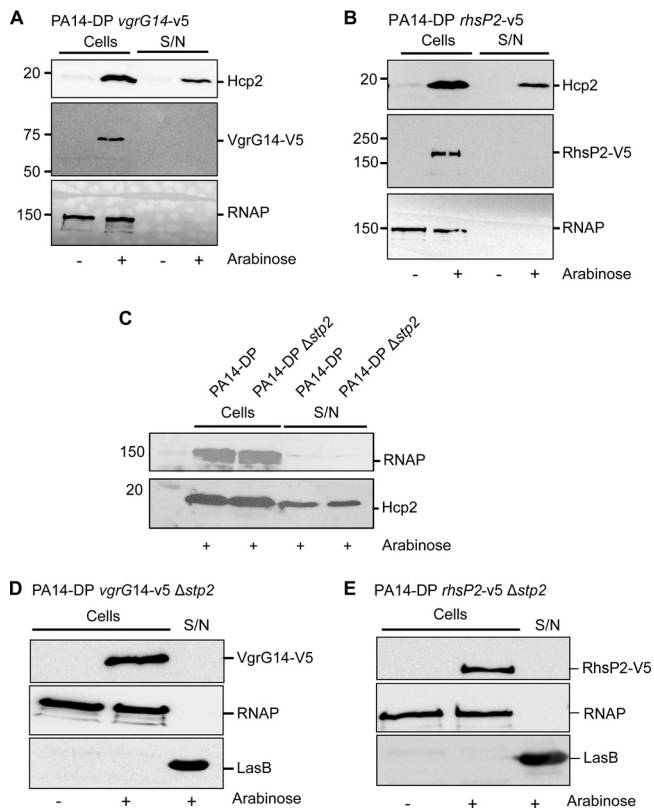 A PA14-DP vgrG14-v5
Cells S/N
20 Hcp2
75 VgrG14-V5
50
150 RNAP
- + - + Arabinose
B PA14-DP rhsP2-v5
Cells S/N
20 Hcp2
250 RhsP2-V5
150
150 RNAP
- + - + Arabinose
C
PA14-DP PA14-DP Δstp2 PA14-DP PA14-DP Δstp2
Cells S/N
150 RNAP
20 Hcp2
+ + + + Arabinose
D PA14-DP vgrG14-v5 Δstp2
Cells S/N
VgrG14-V5
RNAP
LasB
- + + Arabinose
E PA14-DP rhsP2-v5 Δstp2
Cells S/N
RhsP2-V5
RNAP
LasB
- + + Arabinose